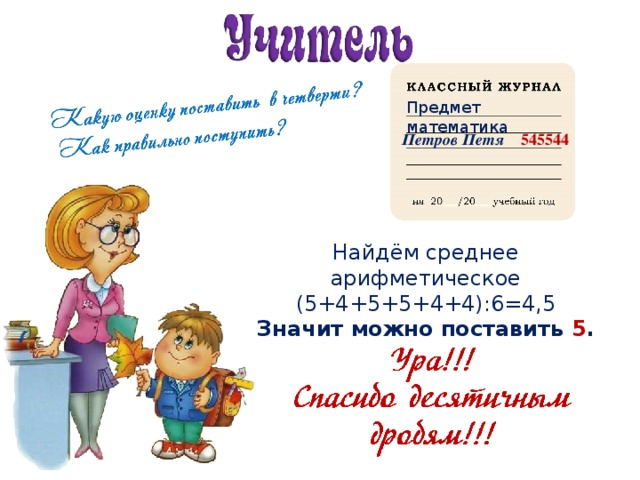 Учитель
Какую оценку поставить в четверти?
Как правильно поступить?
КЛАССНЫЙ ЖУРНАЛ
Предмет
математика
Петров Петя 545544
на 20 /20 учебный год
Найдём среднее
арифметическое
(5+4+5+5+4+4):6=4,5
Значит можно поставить 5.
Ура!!!
Спасибо десятичным
дробям!!!